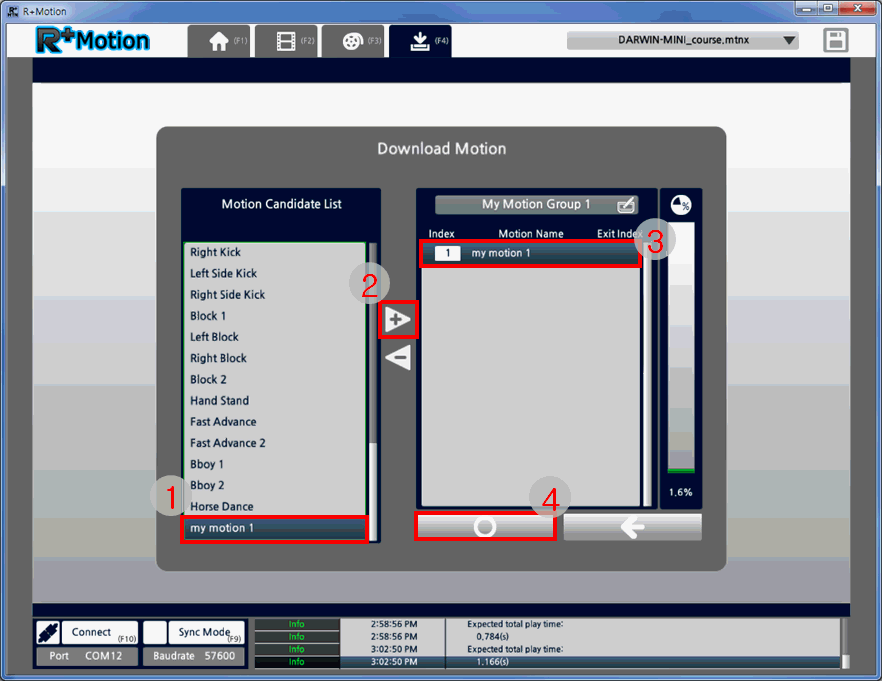 R+Motion
R+Motion
(F1)
(F2)
(F3)
(F4)
DARWIN-MINI_course.mtnx
Download Motion
Motion Candidate List
Right Kick
Left Side Kick
Right Side Kick
Block 1
Left Block
Right Block
Block 2
Hand Stand
Fast Advance
Fast Advance 2
Bboy 1
Bboy 2
Horse Dance
my motion 1
1
2
My Motion Group 1
%
Index Motion Name Exit Index
3
1 my motion 1
1.6%
4
Connect (F10)
Sync Mode (F9)
Port COM12
Baudrate 57600
Info 2:58:56 PM Expected total play time:
Info 2:58:56 PM 0.784(s)
Info 3:02:50 PM Expected total play time:
Info 3:02:50 PM 1.166(s)